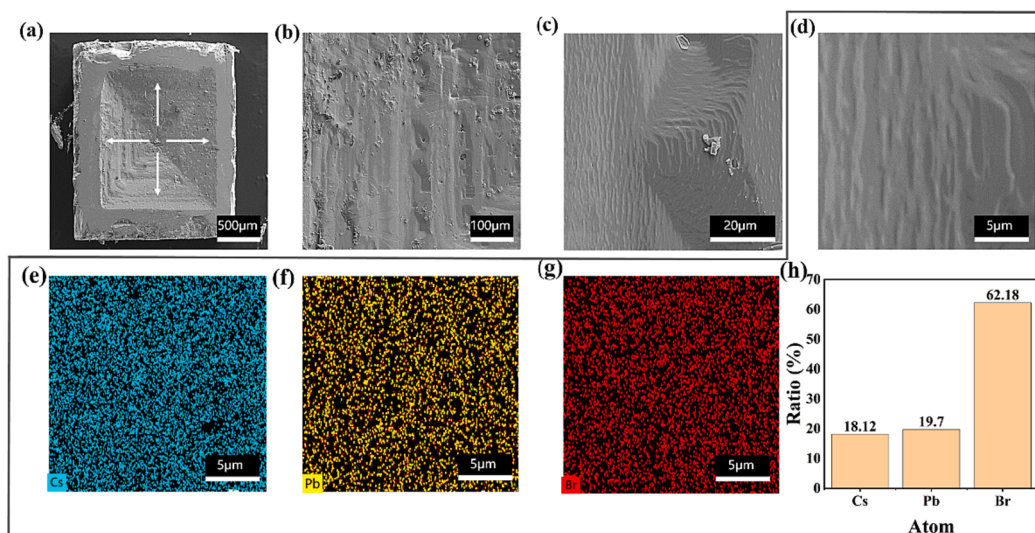 (a)
500μm
(b)
100μm
(c)
20μm
(d)
5μm
(e)
Cs
5μm
(f)
Pb
5μm
(g)
Br
5μm
(h)
Ratio (%)
70
60
50
40
30
20
10
0
18.12
19.7
62.18
Cs
Pb
Br
Atom